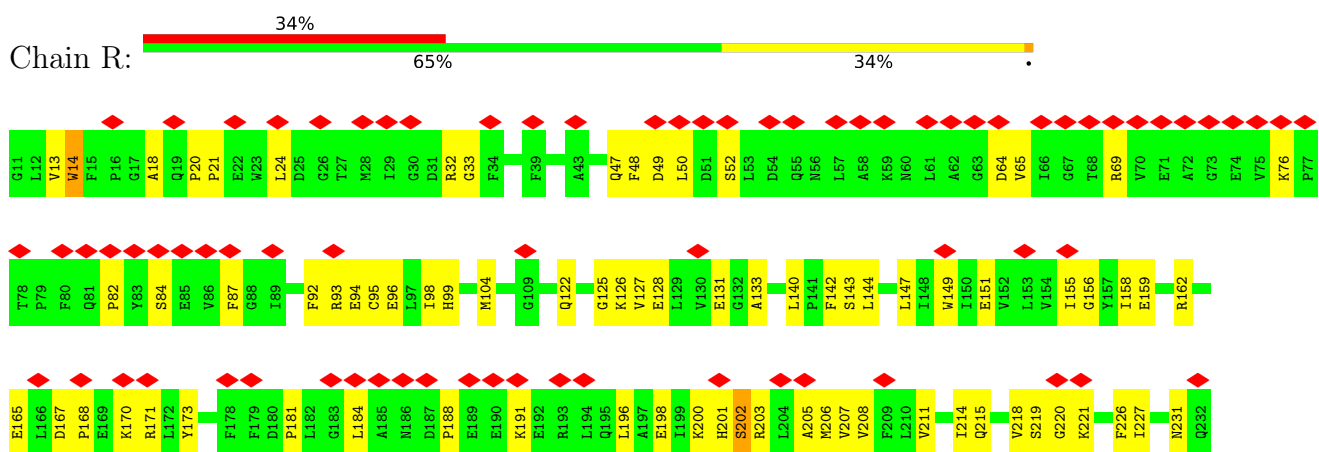 34%
Chain R:
65% 34% •
G11 L12 V13 W14 F15 P16 G17 A18 Q19 P20 P21 E22 W23 L24 D25 G26 T27 M28 I29 G30 D31 R32 G33 F34 F39 A43 Q47 F48 D49 L50 D51 S52 L53 D54 Q55 N56 L57 A58 K59 N60 L61 A62 G63 D64 V65 I66 G67 T68 R69 V70 E71 A72 G73 E74 V75 K76 P77
T78 P79 F80 Q81 P82 Y83 S84 E85 V86 F87 G88 I89 F92 R93 E94 C95 E96 L97 I98 H99 M104 G109 Q122 G125 K126 V127 E128 L129 V130 E131 G132 A133 L140 P141 F142 S143 L144 L147 I148 W149 I150 E151 V152 L153 V154 I155 G156 Y157 I158 E159 R162
E165 L166 D167 P168 E169 K170 R171 L172 Y173 F178 F179 D180 P181 L182 G183 L184 A185 N186 D187 P188 E189 E190 K191 E192 R193 L194 Q195 L196 A197 E198 I199 K200 H201 S202 R203 L204 A205 M206 V207 V208 F209 L210 V211 I214 Q215 V218 S219 G220 K221 F226 I227 N231 Q232